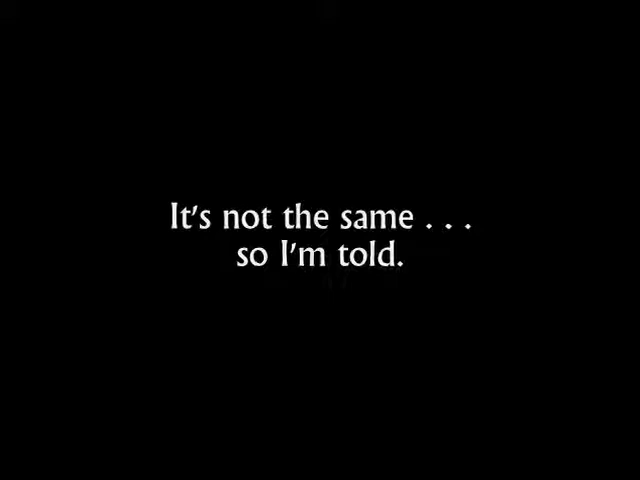 It's not the same . . .
so I'm told.